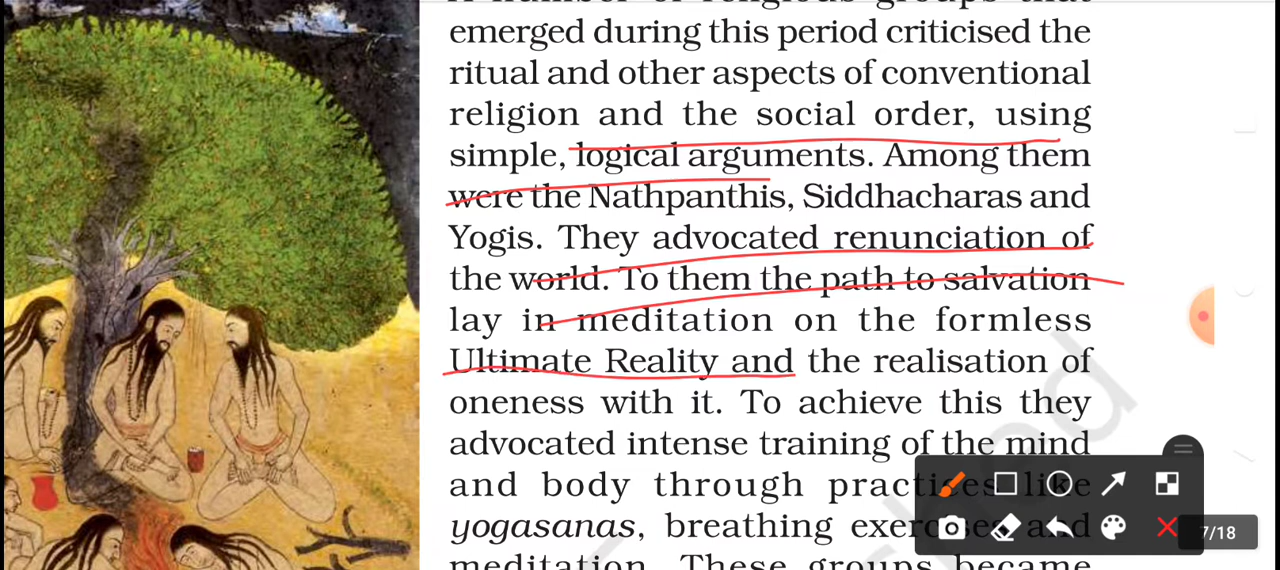 emerged during this period criticised the
ritual and other aspects of conventional
religion and the social order, using
simple, logical arguments. Among them
were the Nathpanthis, Siddhacharas and
Yogis. They advocated renunciation of
the world. To them the path to salvation
lay in meditation on the formless
Ultimate Reality and the realisation of
oneness with it. To achieve this they
advocated intense training of the mind
and body through practices like
yogasanas, breathing exercises and
meditation. These groups became
7/18